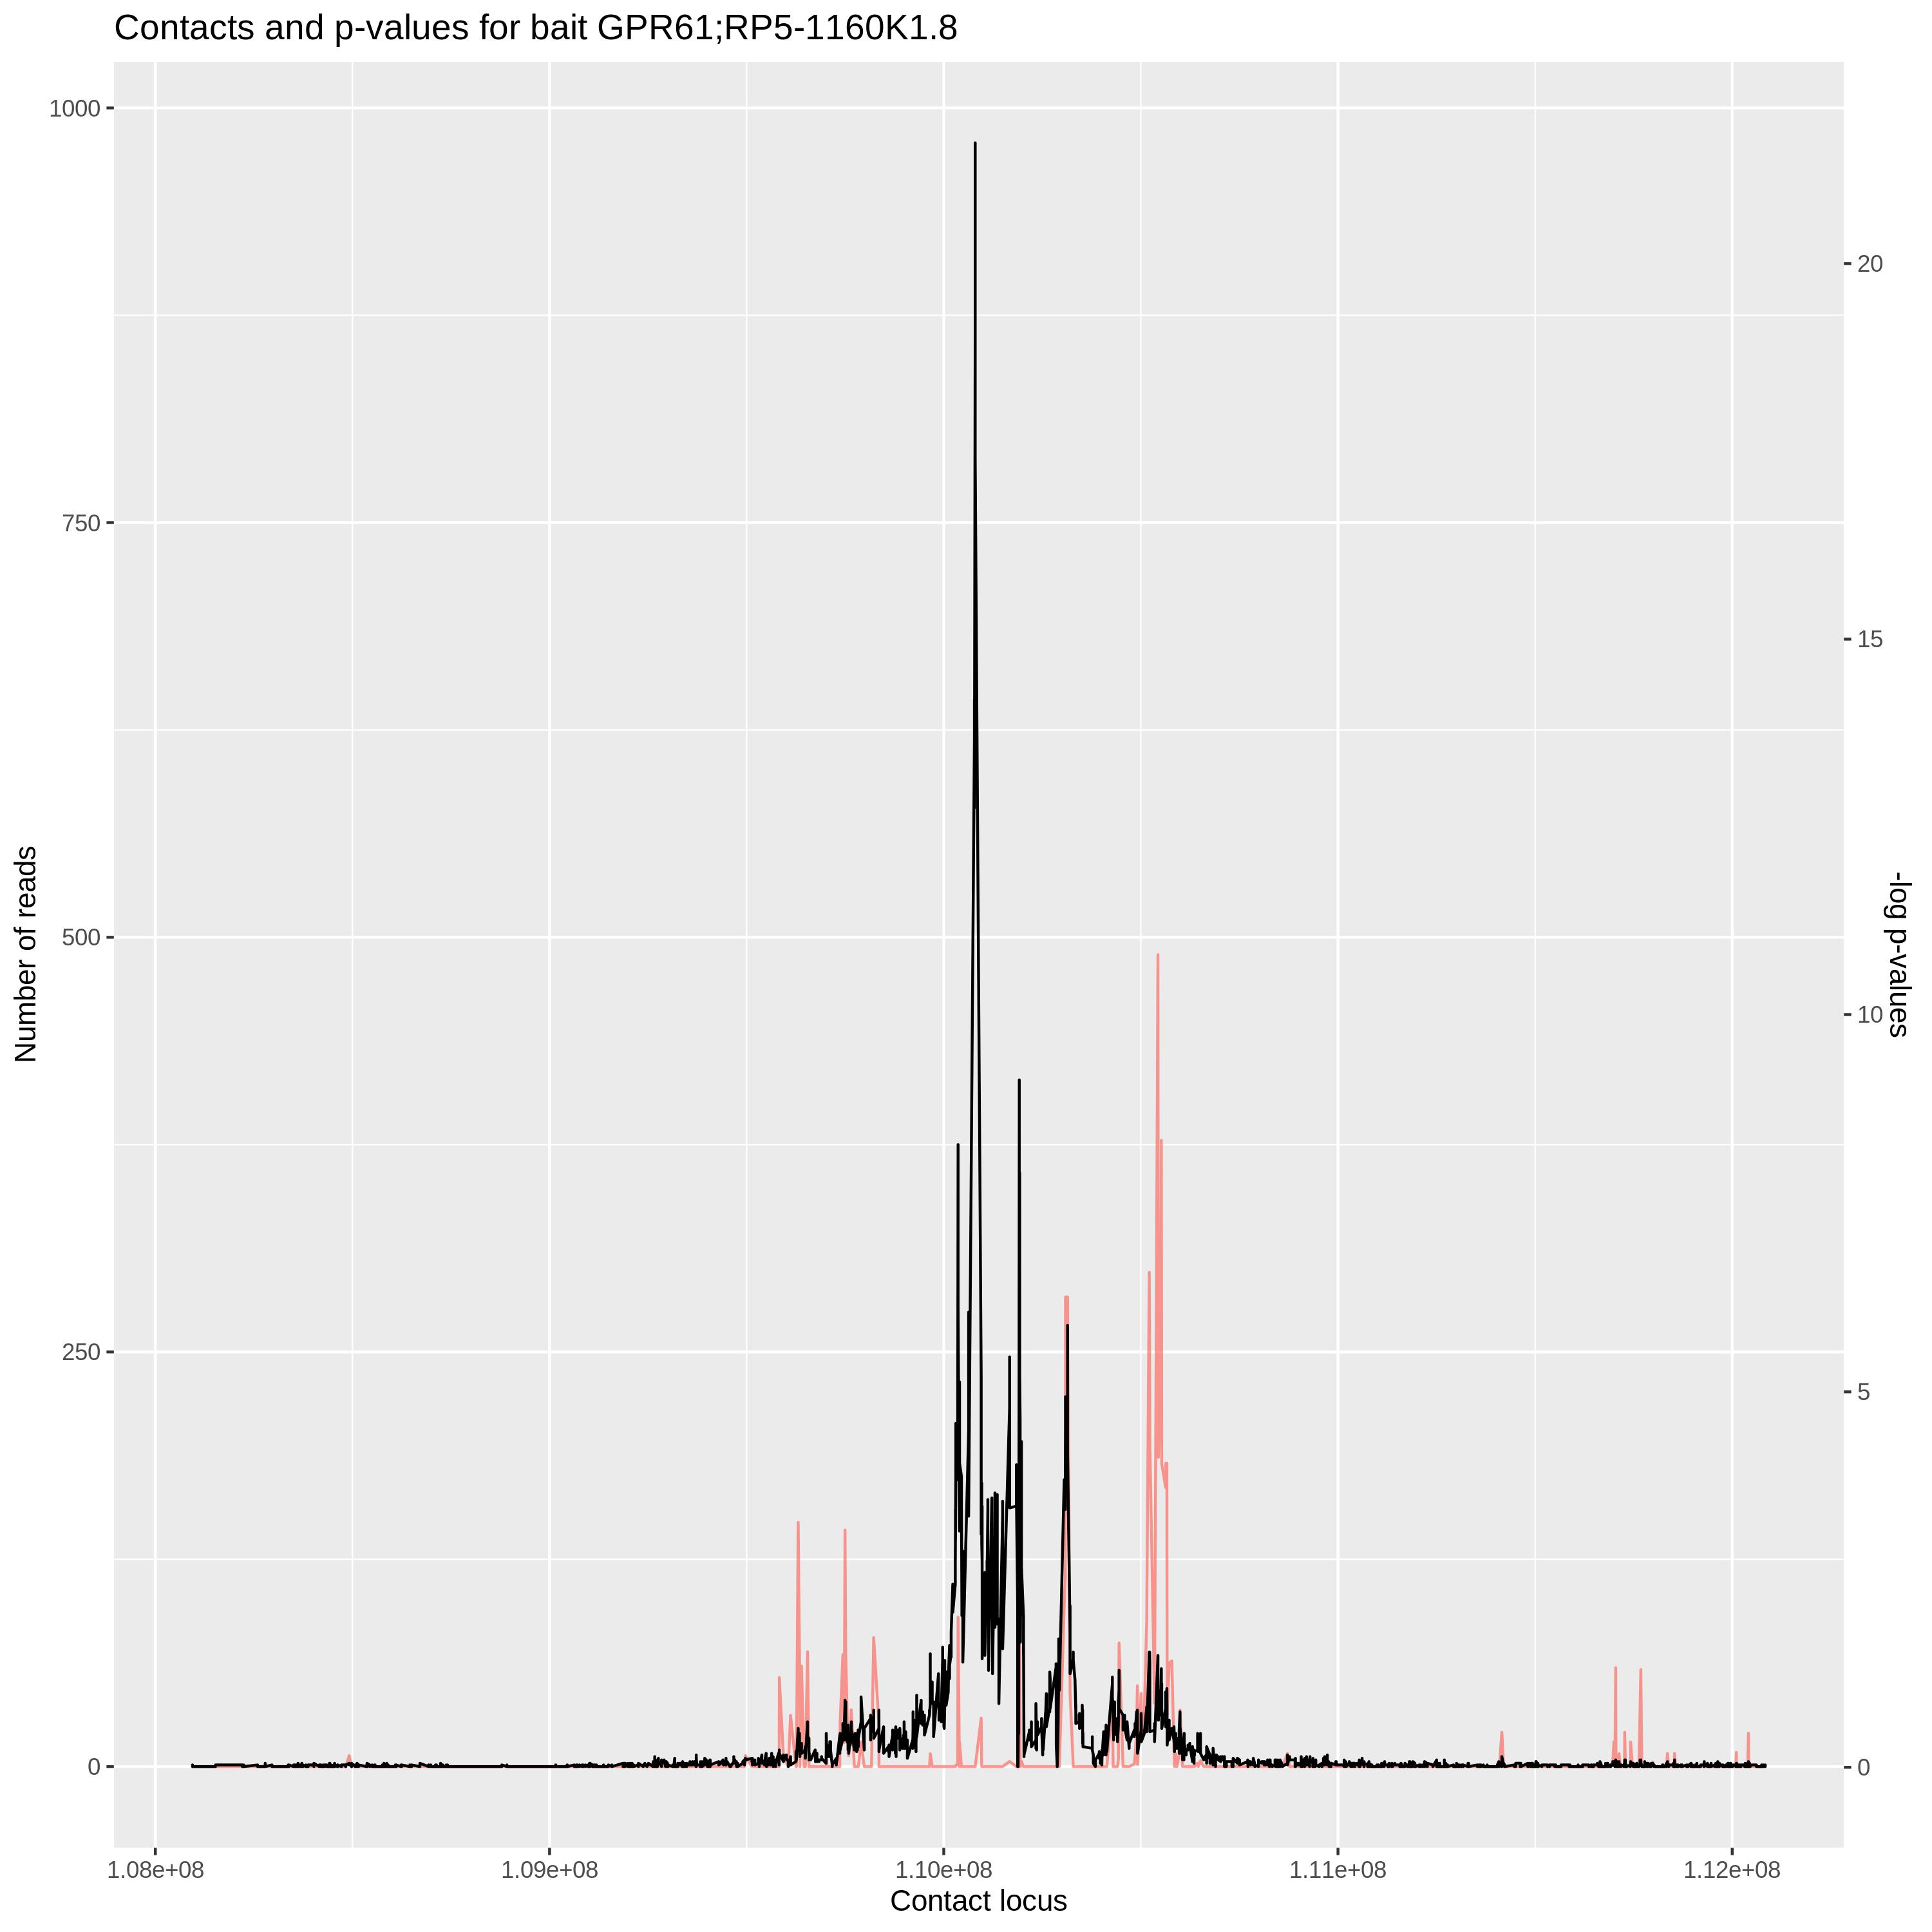 Contacts and p-values for bait GPR61;RP5-1160K1.8
1000
750
500
250
0
Number of reads
20
15
10
5
0
-log p-values
1.08e+08
1.09e+08
1.10e+08
1.11e+08
1.12e+08
Contact locus